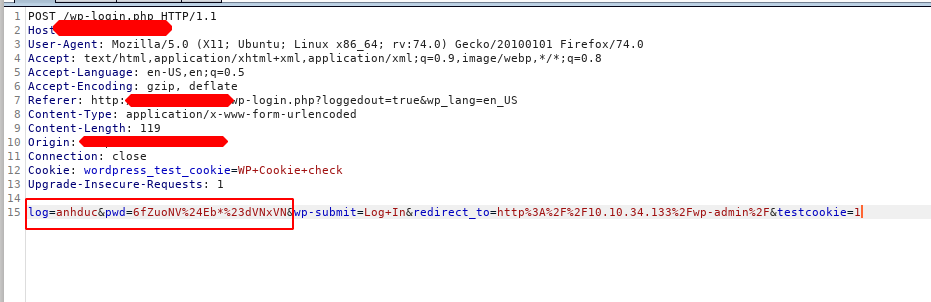 1 POST /wp-login.php HTTP/1.1
2 Host
3 User-Agent: Mozilla/5.0 (X11; Ubuntu; Linux x86_64; rv:74.0) Gecko/20100101 Firefox/74.0
4 Accept: text/html,application/xhtml+xml,application/xml;q=0.9,image/webp,*/*;q=0.8
5 Accept-Language: en-US,en;q=0.5
6 Accept-Encoding: gzip, deflate
7 Referer: http: wp-login.php?loggedout=true&wp_lang=en_US
8 Content-Type: application/x-www-form-urlencoded
9 Content-Length: 119
10 Origin:
11 Connection: close
12 Cookie: wordpress_test_cookie=WP+Cookie+check
13 Upgrade-Insecure-Requests: 1
14
15 log=anhduc&pwd=6fZuoNV%24Eb*%23dVNxVN&wp-submit=Log+In&redirect_to=http%3A%2F%2F10.10.34.133%2Fwp-admin%2F&testcookie=1